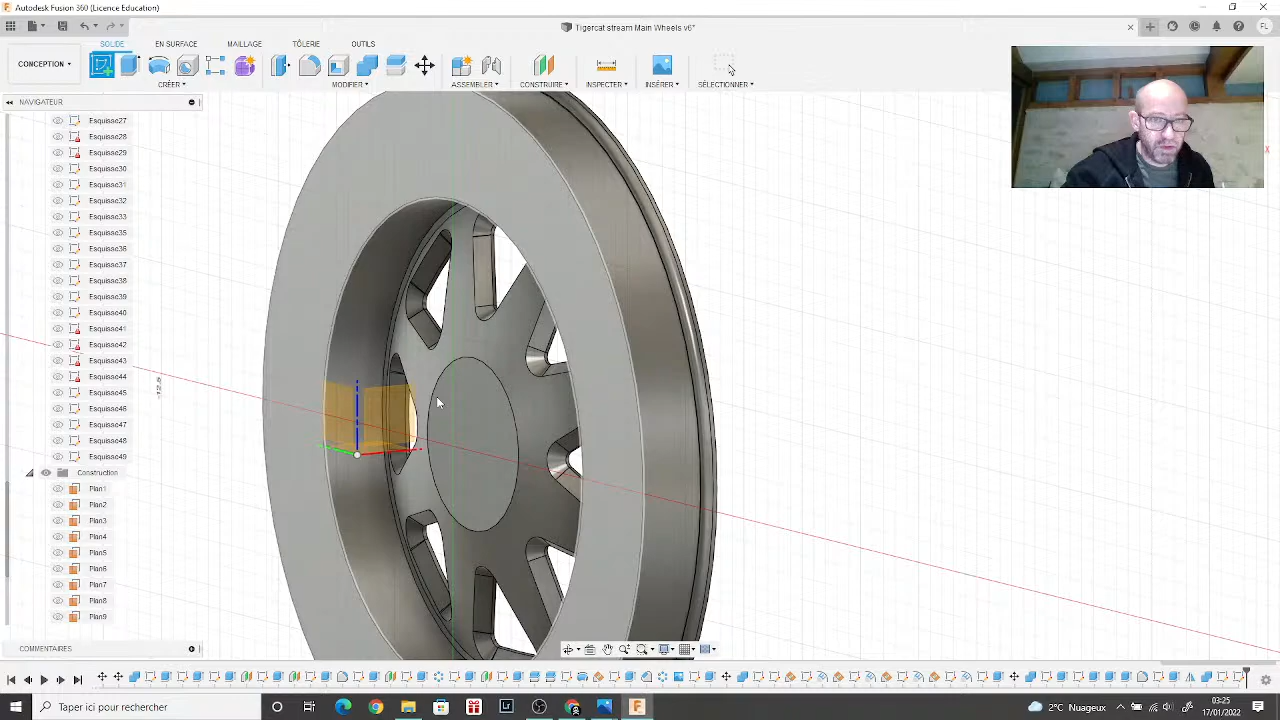 Autodesk Fusion 360 (Licence Education)
Tigercat stream Main Wheels v6*
FL
SOLIDE EN SURFACE MAILLAGE TÔLERIE OUTILS
CONCEPTION
CRÉER MODIFIER ASSEMBLER CONSTRUIRE INSPECTER INSÉRER SÉLECTIONNER
NAVIGATEUR
Esquisse27
Esquisse28
Esquisse29
Esquisse30
Esquisse31
Esquisse32
Esquisse33
Esquisse35
Esquisse36
Esquisse37
Esquisse38
Esquisse39
Esquisse40
Esquisse41
Esquisse42
Esquisse43
Esquisse44
Esquisse45
Esquisse46
Esquisse47
Esquisse48
Esquisse49
Construction
Plan1
Plan2
Plan3
Plan4
Plan5
Plan6
Plan7
Plan8
Plan9
X
COMMENTAIRES
Taper ici pour rechercher
2°C Nuageux
03:25
17/01/2022